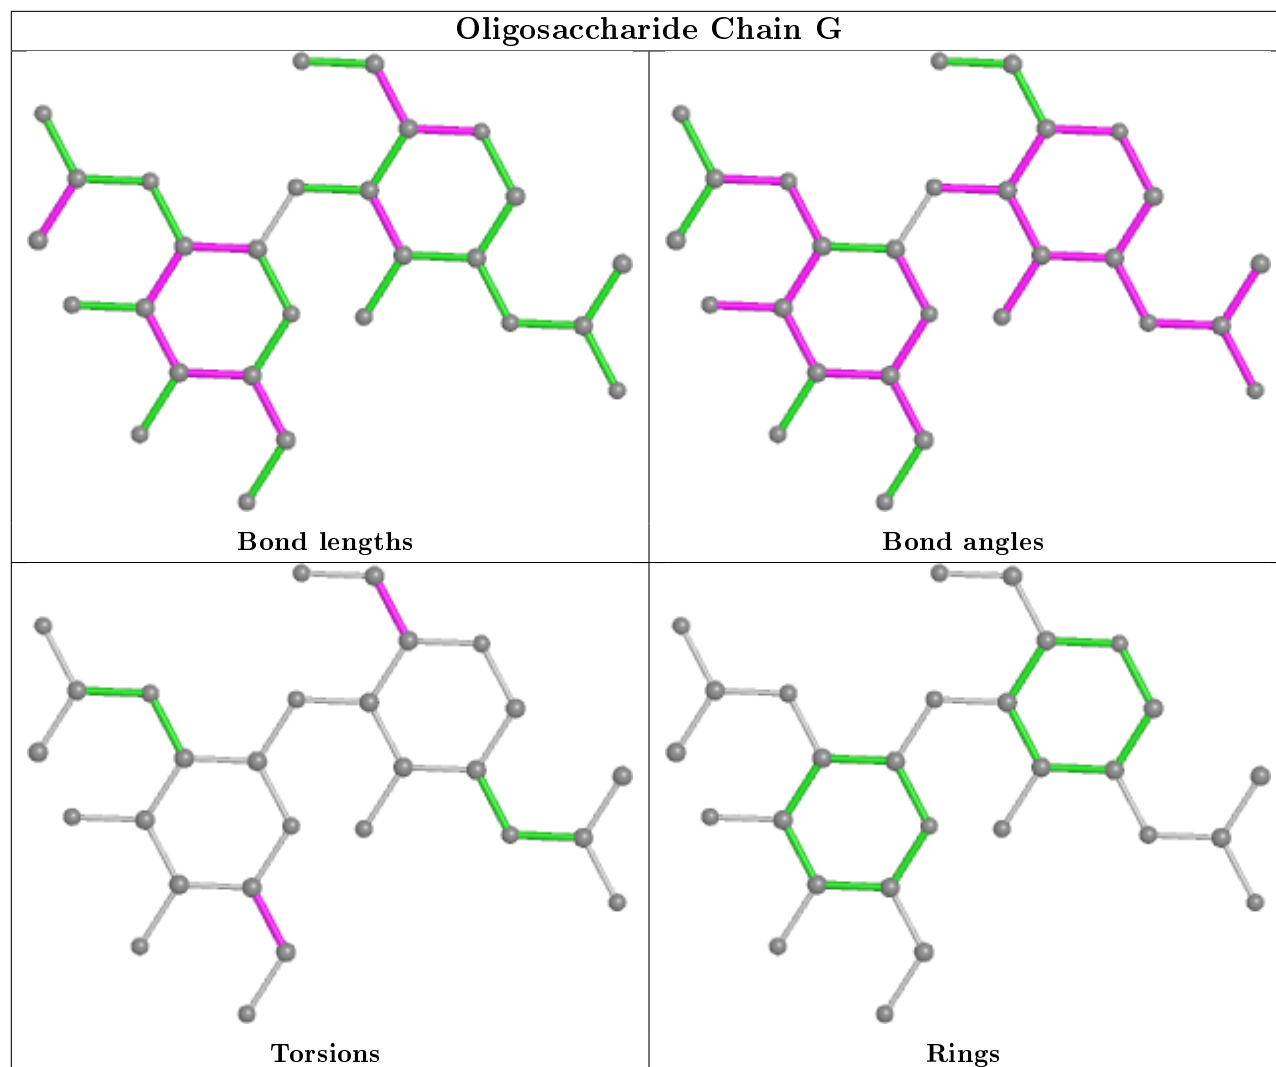 Oligosaccharide Chain G
Bond lengths
Bond angles
Torsions
Rings